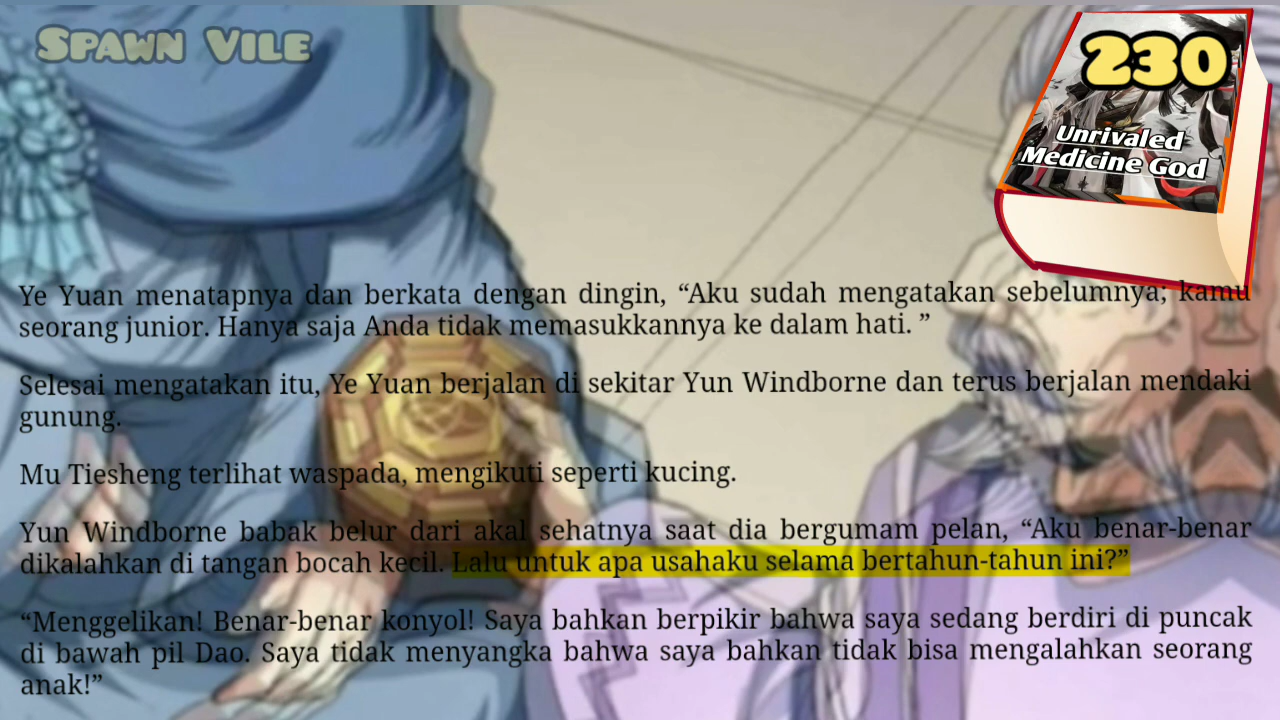 Spawn Vile
230
Unrivaled
Medicine God
Ye Yuan menatapnya dan berkata dengan dingin, “Aku sudah mengatakan sebelumnya, kamu
seorang junior. Hanya saja Anda tidak memasukkannya ke dalam hati. ”
Selesai mengatakan itu, Ye Yuan berjalan di sekitar Yun Windborne dan terus berjalan mendaki
gunung.
Mu Tiesheng terlihat waspada, mengikuti seperti kucing.
Yun Windborne babak belur dari akal sehatnya saat dia bergumam pelan, “Aku benar-benar
dikalahkan di tangan bocah kecil. Lalu untuk apa usahaku selama bertahun-tahun ini?”
“Menggelikan! Benar-benar konyol! Saya bahkan berpikir bahwa saya sedang berdiri di puncak
di bawah pil Dao. Saya tidak menyangka bahwa saya bahkan tidak bisa mengalahkan seorang
anak!”